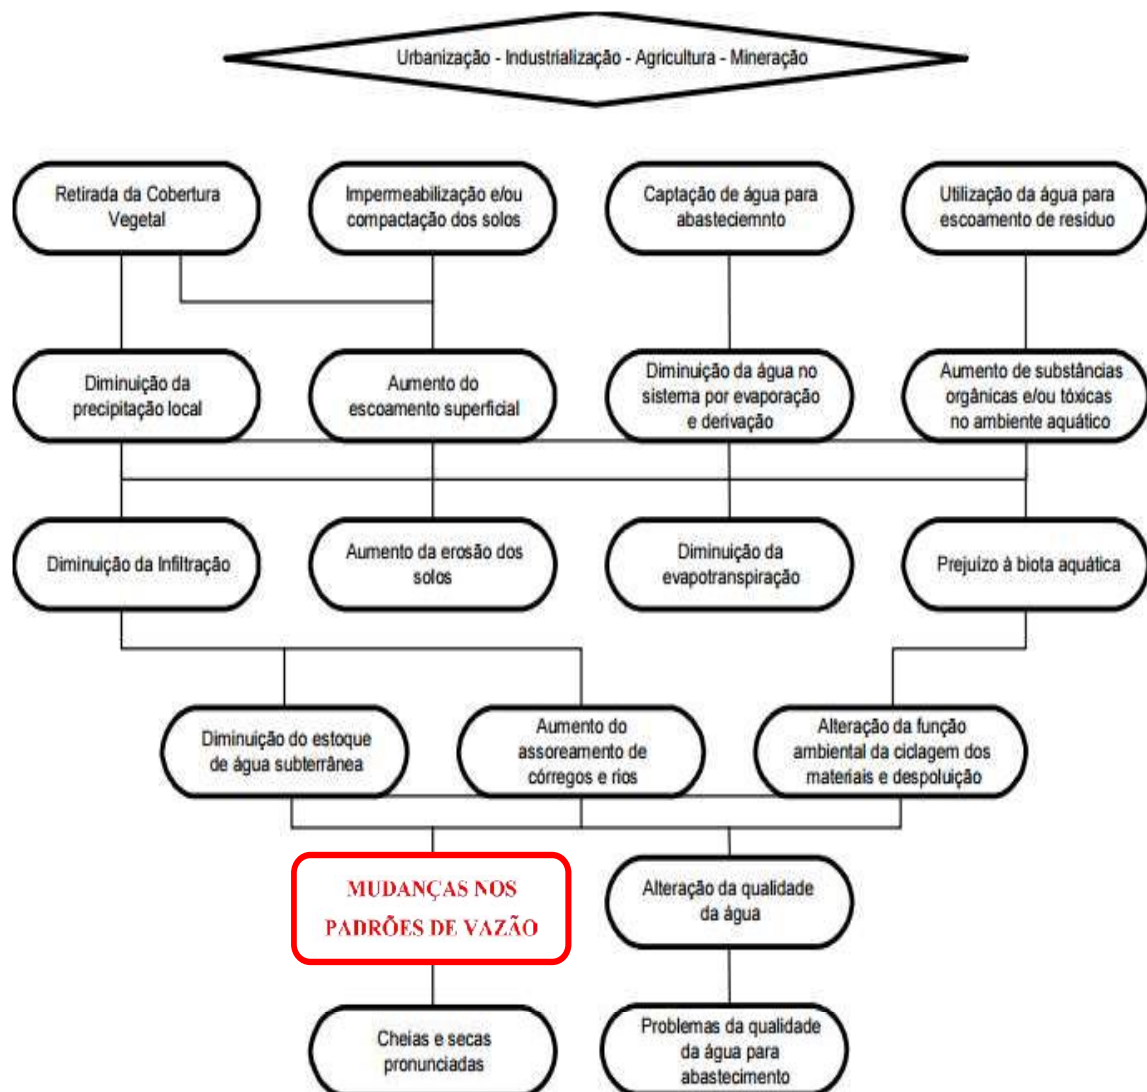 Urbanização - Industrialização - Agricultura - Mineração
Retirada da Cobertura
Vegetal
Impermeabilização e/ou
compactação dos solos
Captação de água para
abasteciemnto
Utilização da água para
escoamento de resíduo
Diminuição da
precipitação local
Aumento do
escoamento superficial
Diminuição da água no
sistema por evaporação
e derivação
Aumento de substâncias
orgânicas e/ou tóxicas
no ambiente aquático
Diminuição da Infiltração
Aumento da erosão dos
solos
Diminuição da
evapotranspiração
Prejuízo à biota aquática
Diminuição do estoque
de água subterrânea
Aumento do
assoreamento de
córregos e rios
Alteração da função
ambiental da ciclagem dos
materiais e despoluição
MUDANÇAS NOS
PADRÕES DE VAZÃO
Alteração da qualidade
da água
Cheias e secas
pronunciadas
Problemas da qualidade
da água para
abastecimento